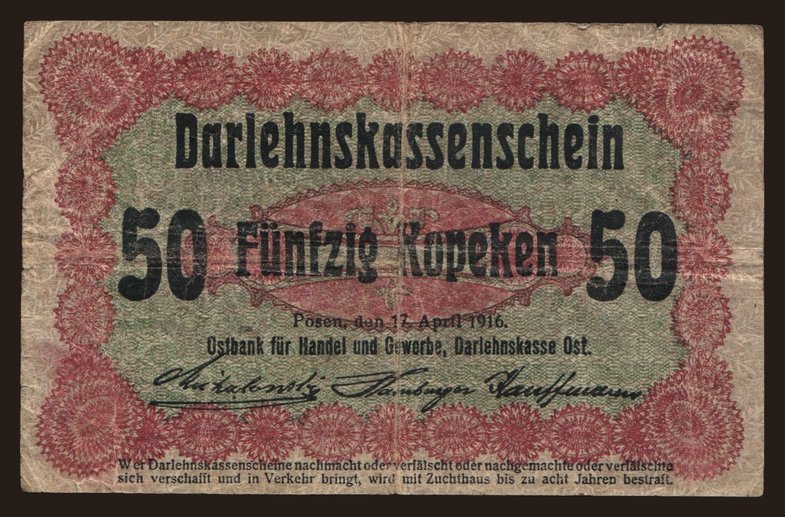 Darlehnskassenschein
50 Fünfzig Kopeken 50
Posen, den 17. April 1916.
Ostbank für Handel und Gewerbe, Darlehnskasse Ost.
Hamburger Kauffmann
Wer Darlehnskassenscheine nachmacht oder verfälscht oder nachgemachte oder verfälschte
sich verschafft und in Verkehr bringt, wird mit Zuchthaus bis zu acht Jahren bestraft.